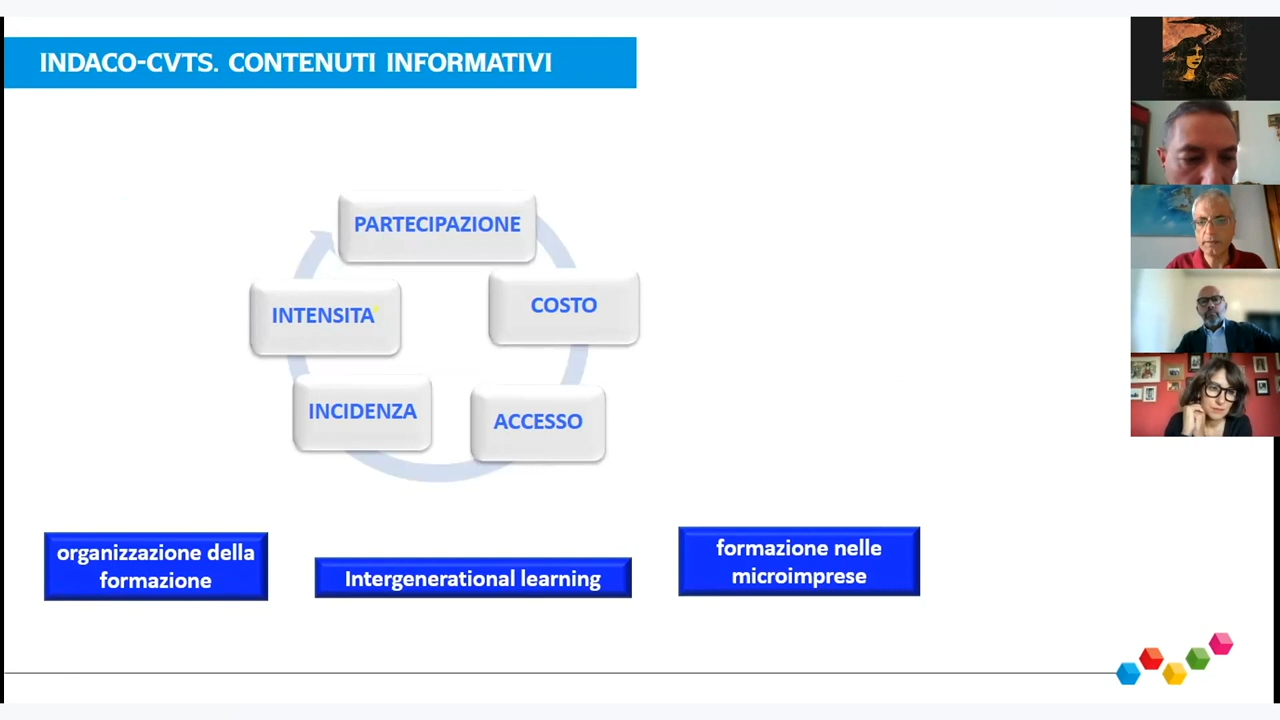 INDACO-CVTS. CONTENUTI INFORMATIVI
PARTECIPAZIONE
COSTO
ACCESSO
INCIDENZA
INTENSITA'
organizzazione della
formazione
Intergenerational learning
formazione nelle
microimprese